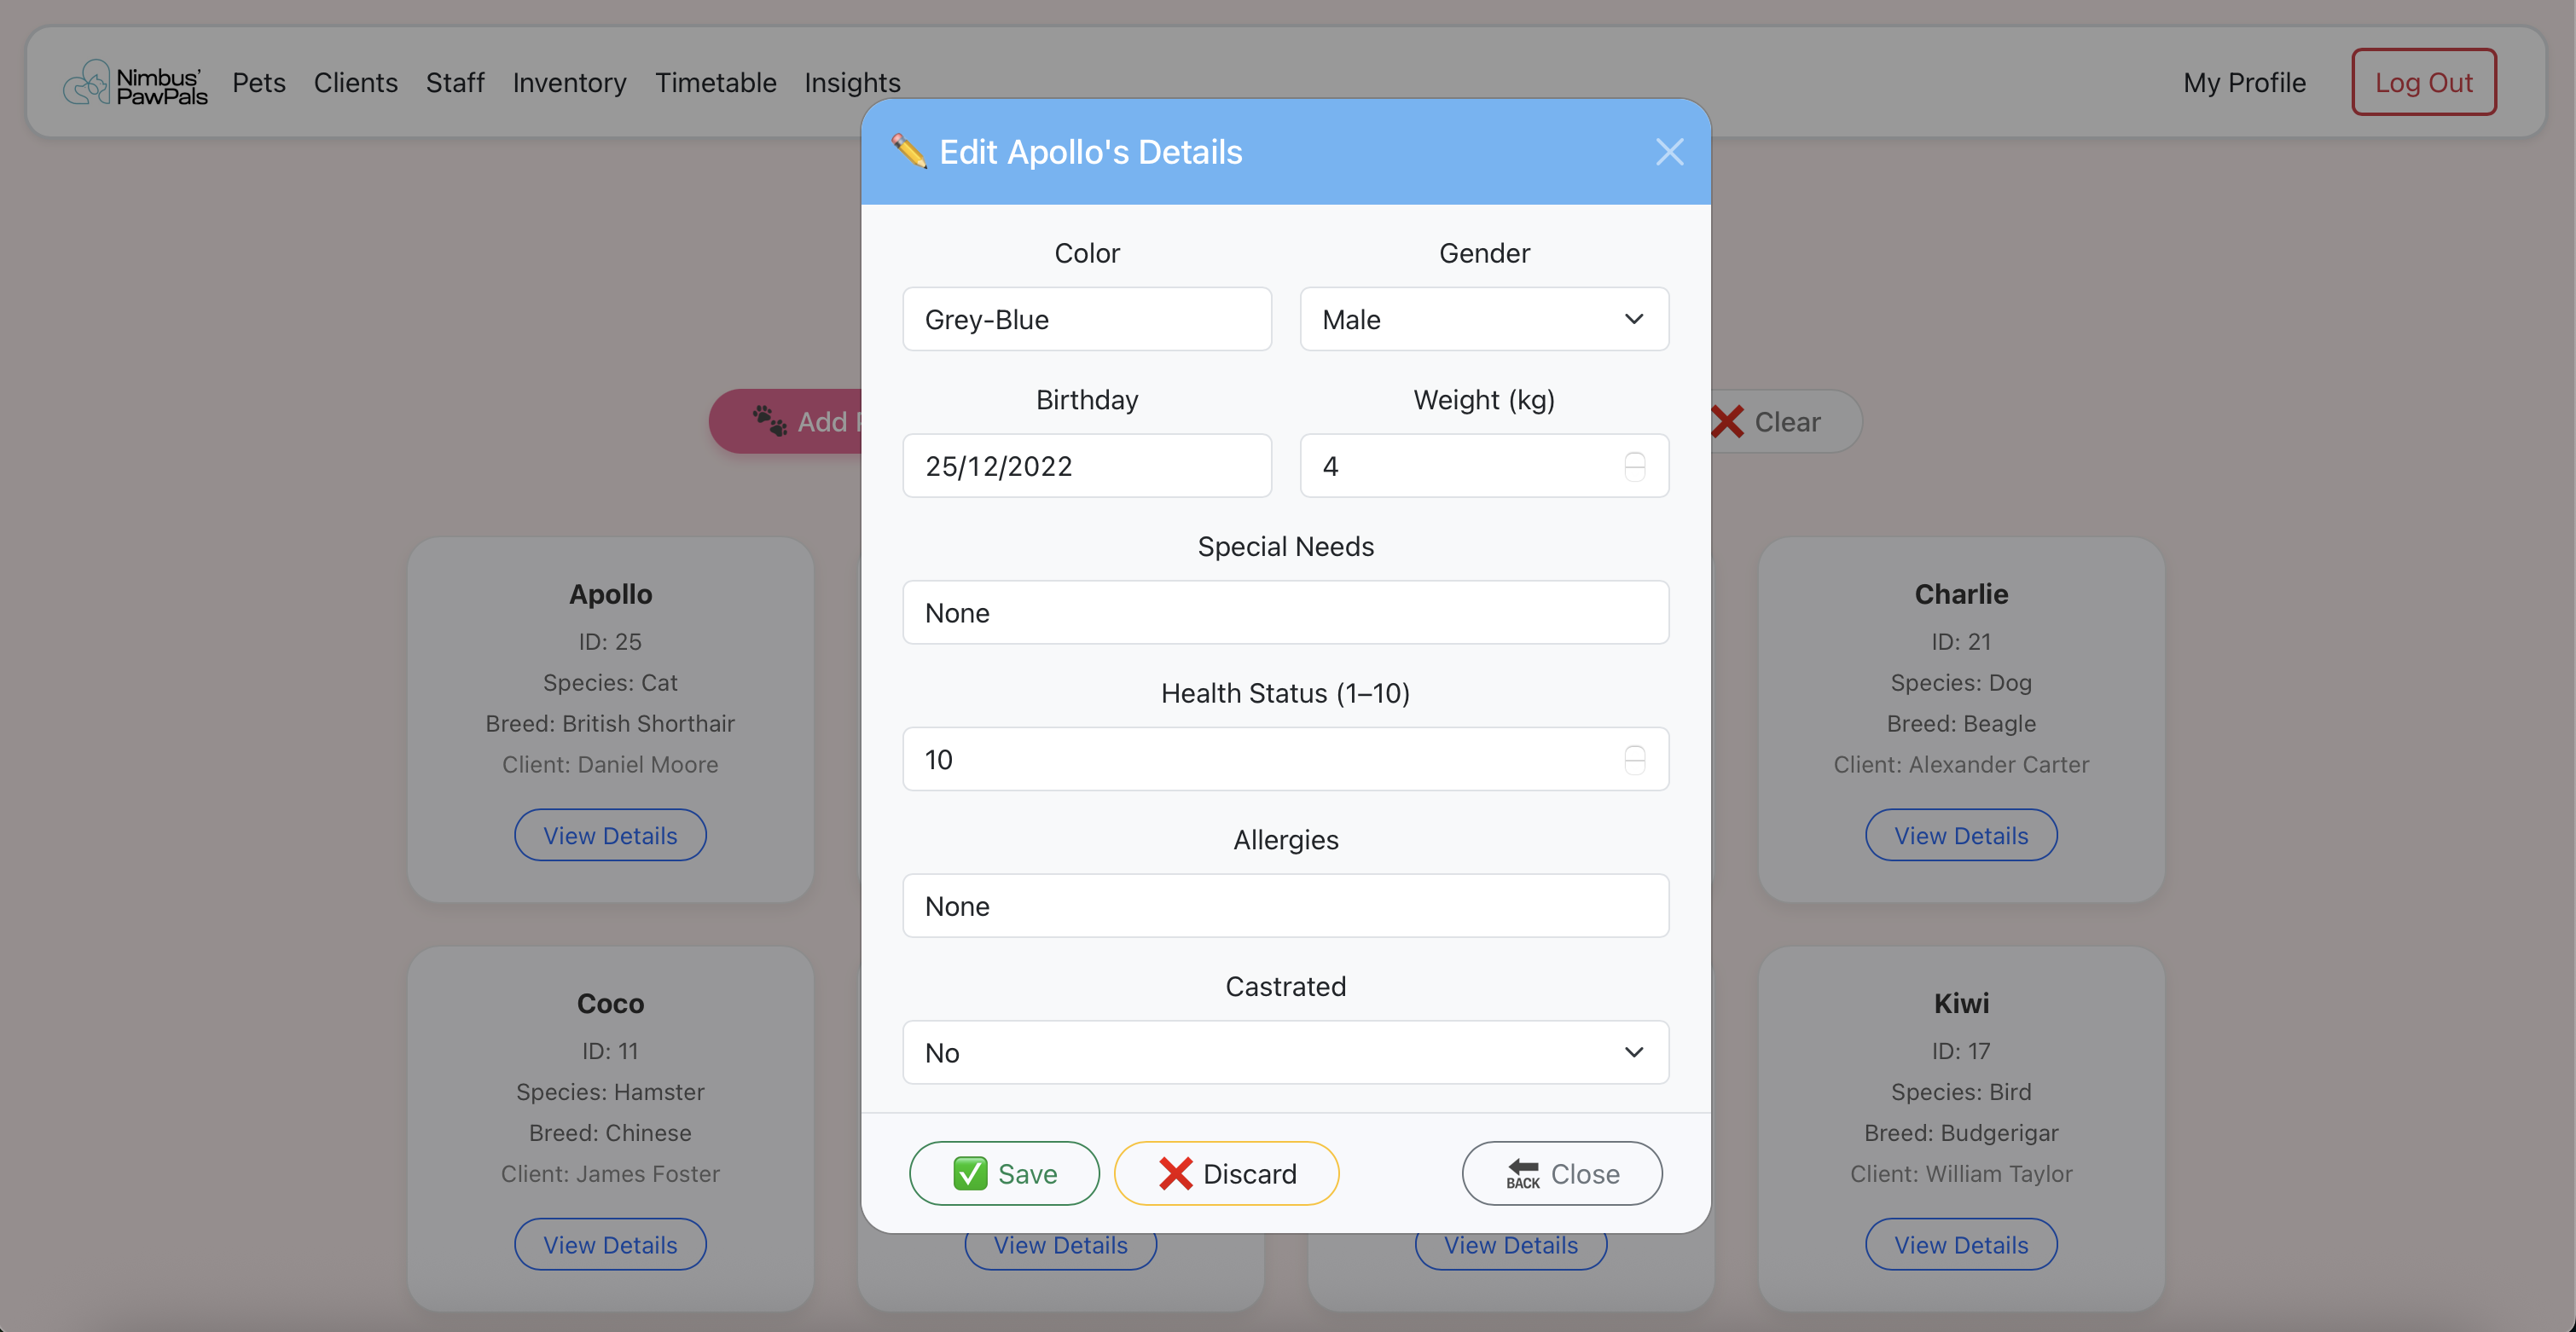 Nimbus'
PawPals
Pets
Clients
Staff
Inventory
Timetable
Insights
My Profile
Log Out
✏️ Edit Apollo's Details
Color
Gender
Grey-Blue
Male
Birthday
Weight (kg)
25/12/2022
4
Special Needs
None
Health Status (1–10)
10
Allergies
None
Castrated
No
✅ Save
❌ Discard
BACK
Close
🐾 Add
❌ Clear
Apollo
ID: 25
Species: Cat
Breed: British Shorthair
Client: Daniel Moore
View Details
Charlie
ID: 21
Species: Dog
Breed: Beagle
Client: Alexander Carter
View Details
Coco
ID: 11
Species: Hamster
Breed: Chinese
Client: James Foster
View Details
View Details
View Details
Kiwi
ID: 17
Species: Bird
Breed: Budgerigar
Client: William Taylor
View Details